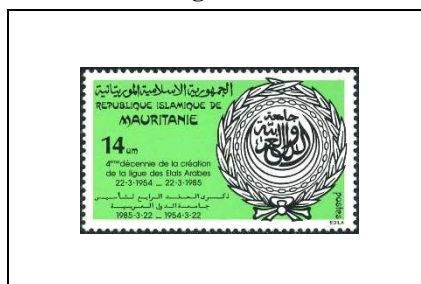 الجمهورية الاسلامية الموريتانية
REPUBLIQUE ISLAMIQUE DE
MAURITANIE
14 um
4ème décennie de la création
de la ligue des Etats Arabes
22-3-1954 _ 22-3-1985
ذكرى العقد الرابع لتأسيس
جامعة الدول العربية
1985-3-22 _ 1954-3-22
جامعة الدول العربية
postes